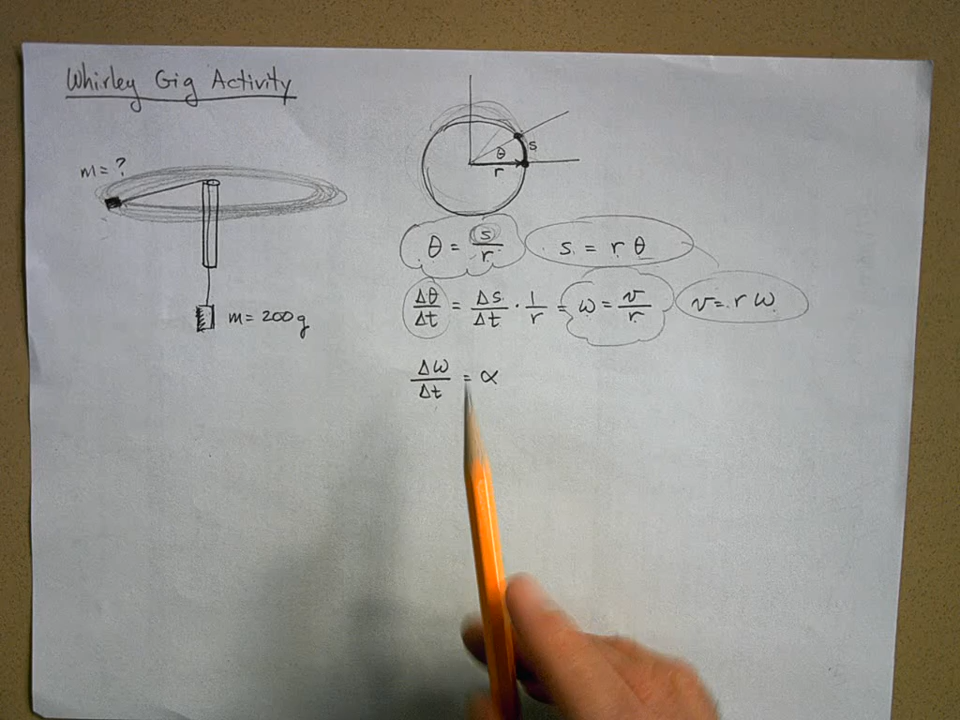 Whirley Gig Activity
m = ?
m = 200g
s
θ
r
θ = s/r
s = r θ
Δθ/Δt = Δs/Δt · 1/r = ω = v/r
v = r ω
Δω/Δt = α